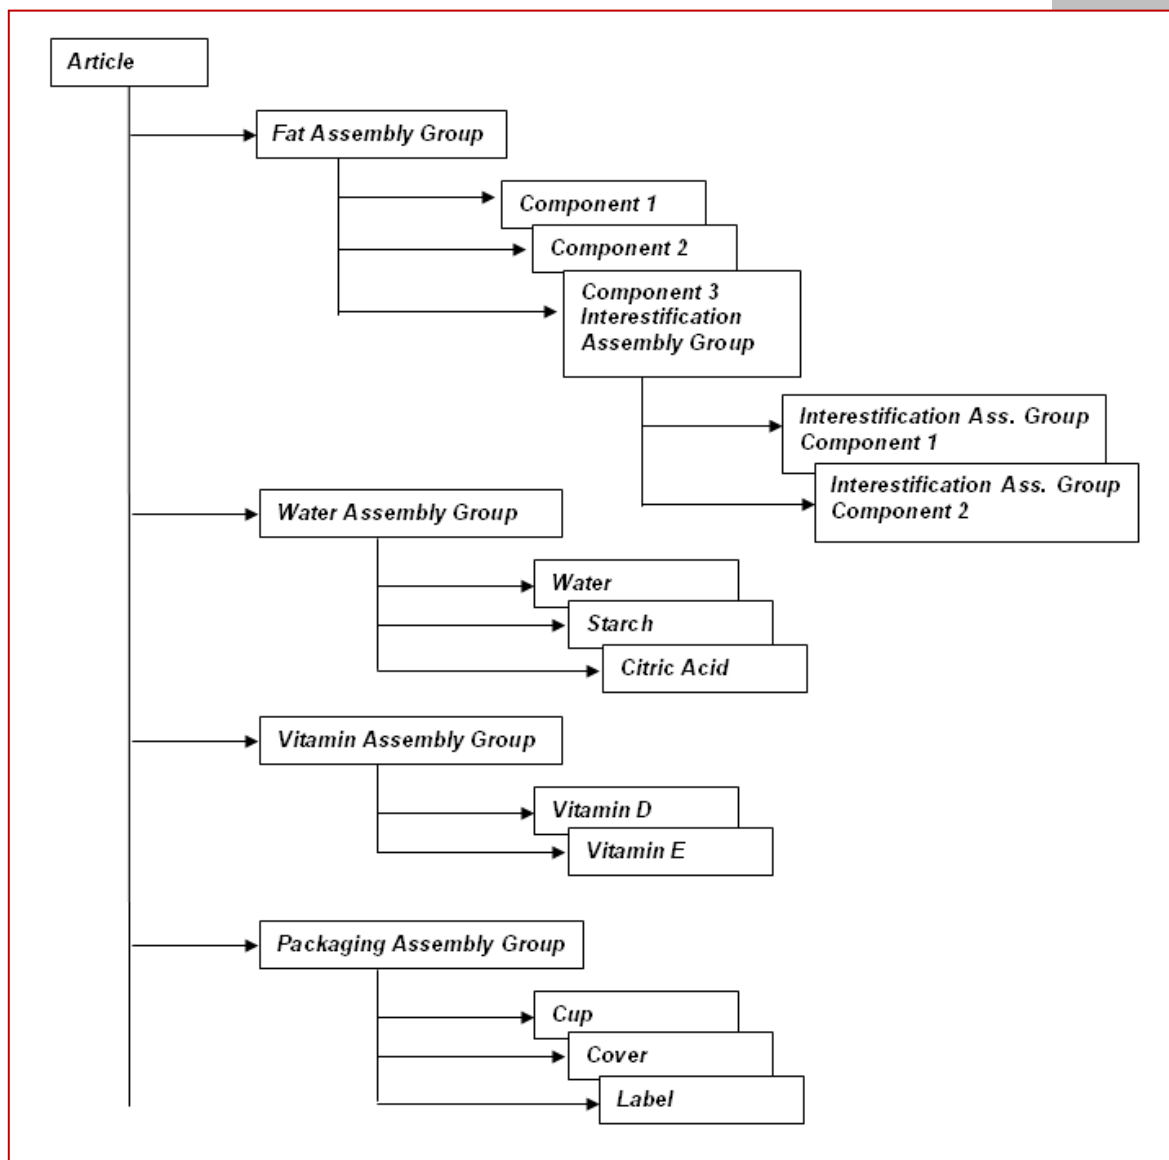 Article
Fat Assembly Group
Component 1
Component 2
Component 3
Interestification
Assembly Group
Interestification Ass. Group
Component 1
Interestification Ass. Group
Component 2
Water Assembly Group
Water
Starch
Citric Acid
Vitamin Assembly Group
Vitamin D
Vitamin E
Packaging Assembly Group
Cup
Cover
Label